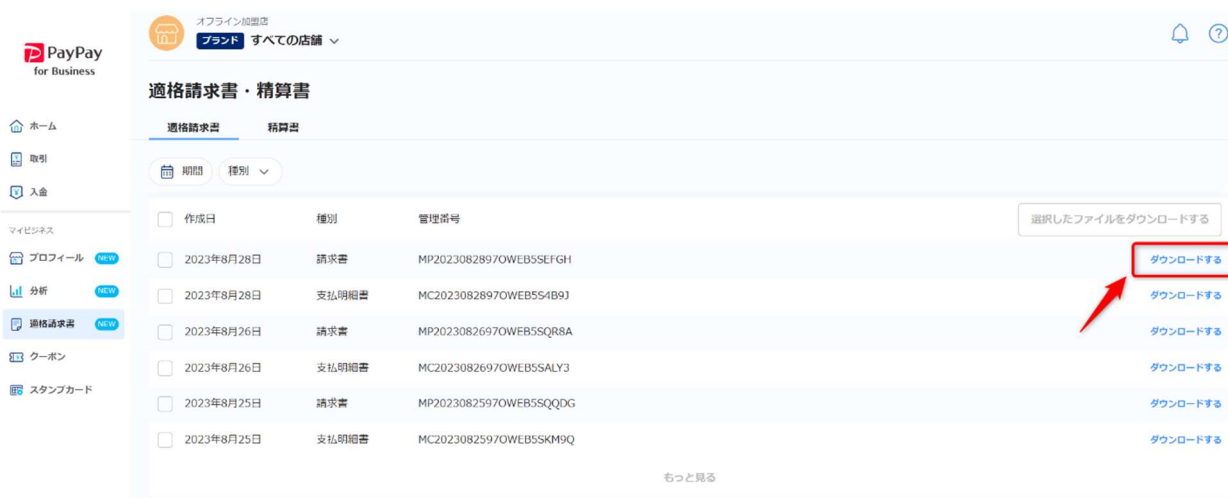 PayPay
for Business
オフライン加盟店
ブランド すべての店舗
適格請求書・精算書
適格請求書 精算書
期間 種別
ホーム
取引
入金
マイビジネス
プロフィール NEW
分析 NEW
適格請求書 NEW
クーポン
スタンプカード
作成日 種別 管理番号 選択したファイルをダウンロードする
2023年8月28日 請求書 MP2023082897OWEB5SEFGH ダウンロードする
2023年8月28日 支払明細書 MC2023082897OWEB5S4B9J ダウンロードする
2023年8月26日 請求書 MP2023082697OWEB5SQR8A ダウンロードする
2023年8月26日 支払明細書 MC2023082697OWEB5SALY3 ダウンロードする
2023年8月25日 請求書 MP2023082597OWEB5SQQDG ダウンロードする
2023年8月25日 支払明細書 MC2023082597OWEB5SKM9Q ダウンロードする
もっと見る